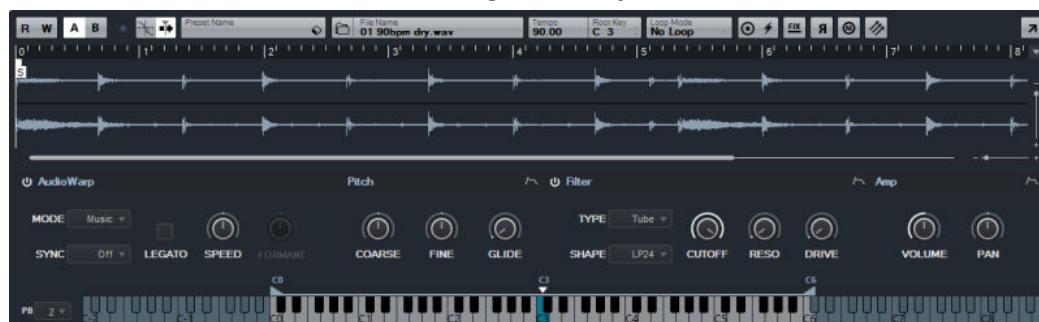 R W A B Preset Name File Name Tempo Root Key Loop Mode
01 90bpm dry.wav 90.00 C 3 No Loop FIX R M
0 1 2 3 4 5 6 7 8
S
AudioWarp Pitch Filter Amp
MODE Music TYPE Tube
SYNC Off LEGATO SPEED FORMANT COARSE FINE GLIDE SHAPE LP24 CUTOFF RESO DRIVE VOLUME PAN
C0 C3 C6
PB 2 C-2 C-1 C0 C1 C2 C3 C4 C5 C6 C7 C8